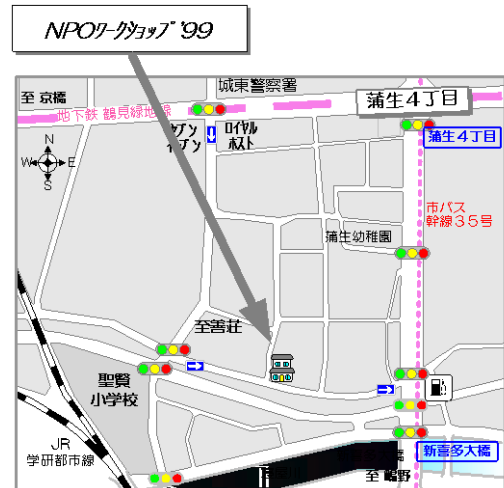 NPOワークショップ '99
城東警察署
至 京橋
蒲生4丁目
地下鉄 鶴見緑地線
セブン
イレブン
ロイヤル
ホスト
蒲生4丁目
N
W
E
S
市バス
幹線35号
蒲生幼稚園
至善荘
聖賢
小学校
JR
学研都市線
新喜多大橋